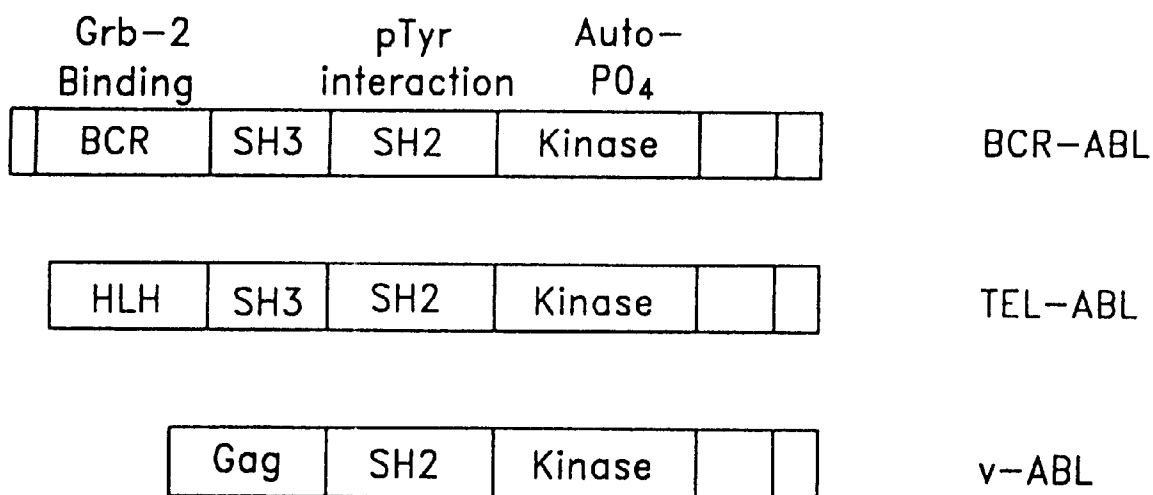 Grb-2 Binding
pTyr interaction
Auto-PO4
BCR SH3 SH2 Kinase BCR-ABL
HLH SH3 SH2 Kinase TEL-ABL
Gag SH2 Kinase v-ABL